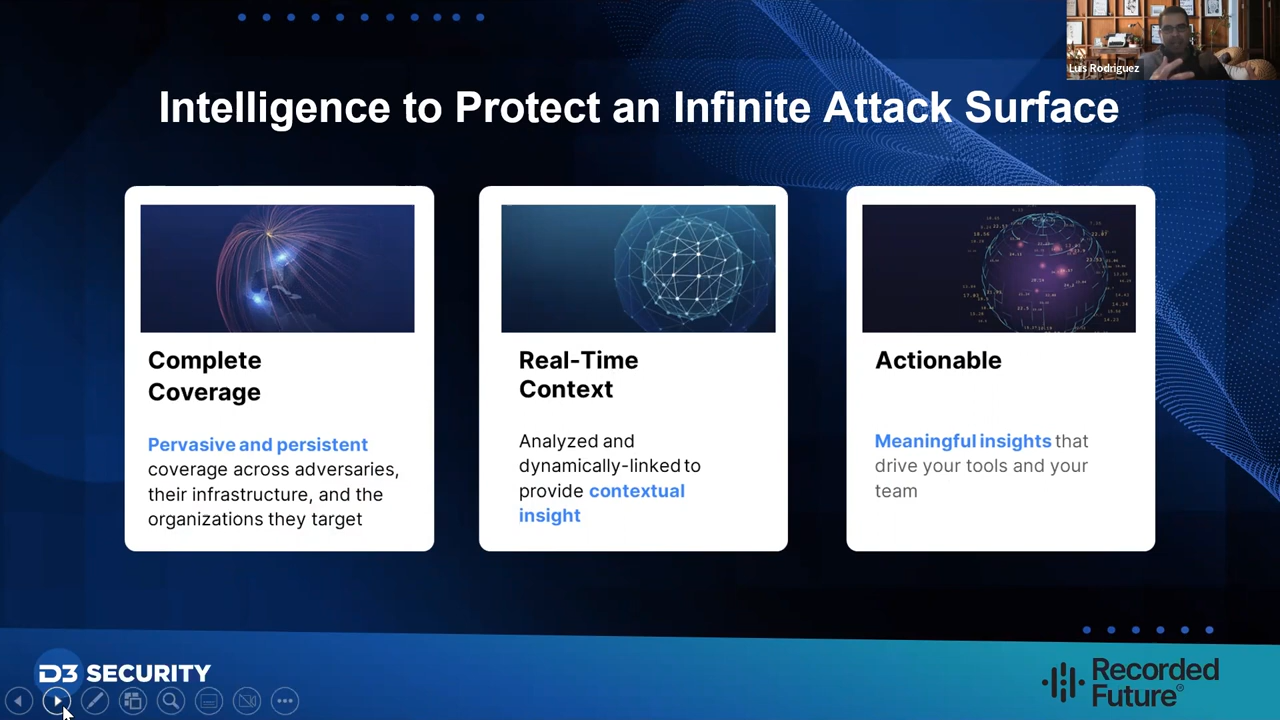 Luis Rodriguez
Intelligence to Protect an Infinite Attack Surface
Complete
Coverage
Pervasive and persistent
coverage across adversaries,
their infrastructure, and the
organizations they target
Real-Time
Context
Analyzed and
dynamically-linked to
provide contextual
insight
Actionable
Meaningful insights that
drive your tools and your
team
D3 SECURITY
Recorded
Future®